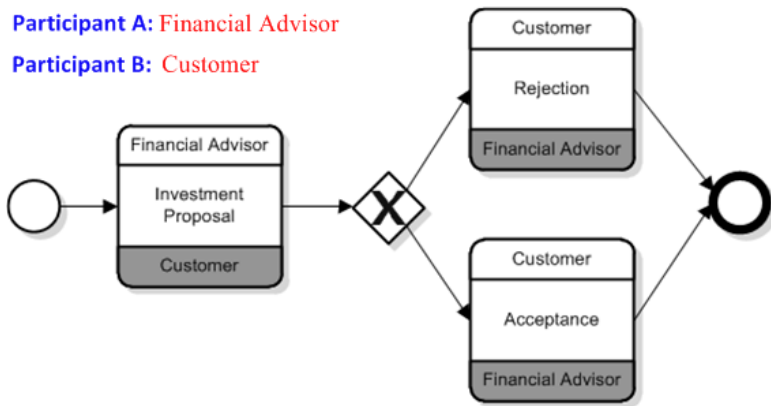 Participant A: Financial Advisor
Participant B: Customer
Financial Advisor
Investment
Proposal
Customer
X
Customer
Rejection
Financial Advisor
Customer
Acceptance
Financial Advisor